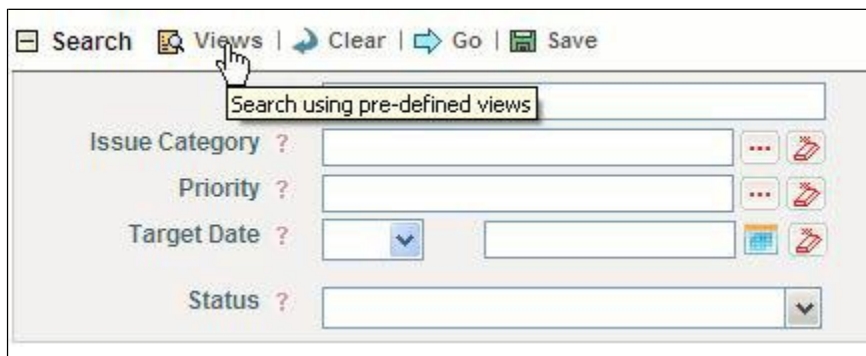 Search Views | Clear | Go | Save
Search using pre-defined views
Issue Category ?
Priority ?
Target Date ?
Status ?